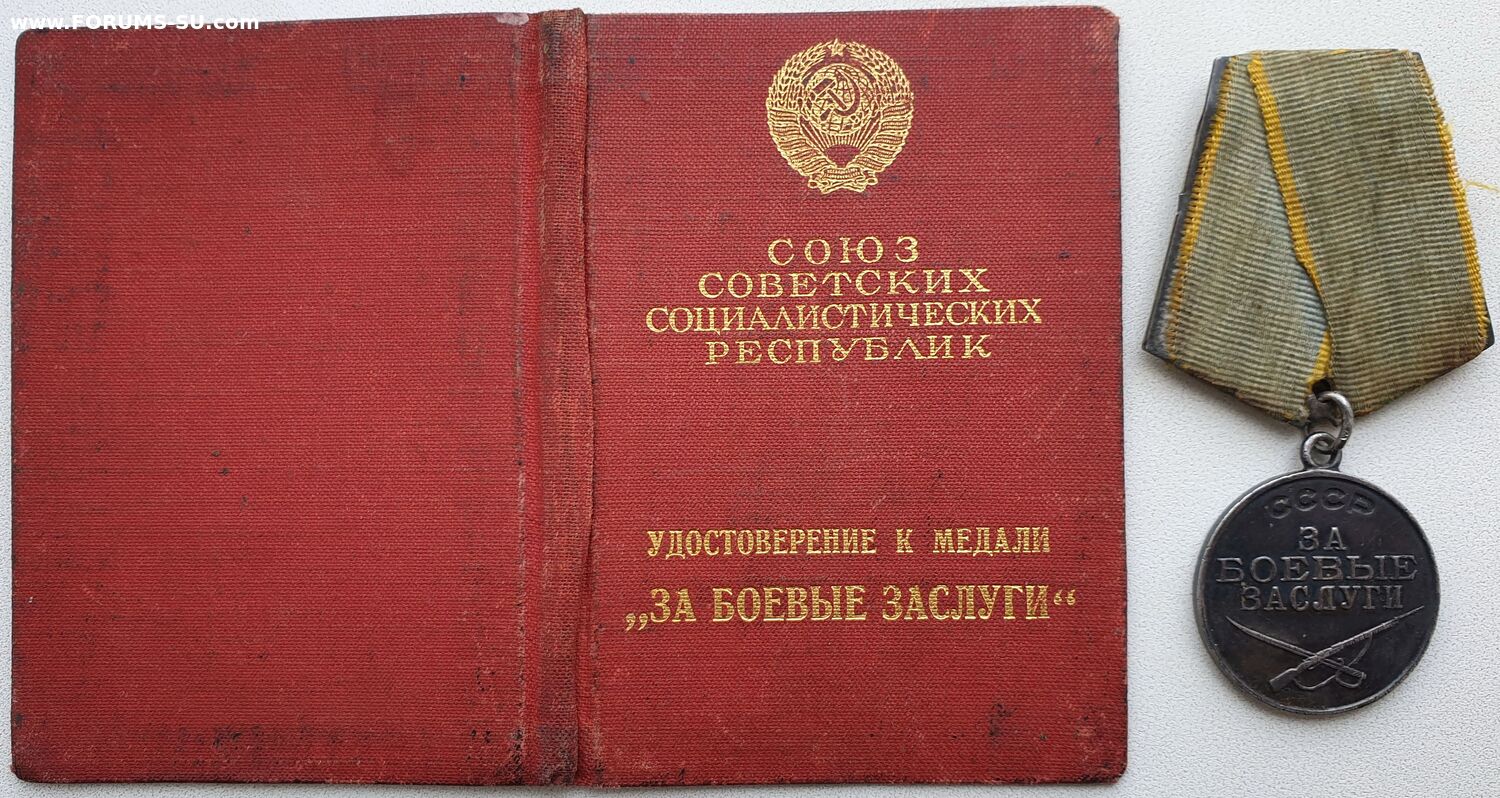 www.FORUMS-SU.com
СОЮЗ
СОВЕТСКИХ
СОЦИАЛИСТИЧЕСКИХ
РЕСПУБЛИК
УДОСТОВЕРЕНИЕ К МЕДАЛИ
„ЗА БОЕВЫЕ ЗАСЛУГИ“
СССР
ЗА
БОЕВЫЕ
ЗАСЛУГИ